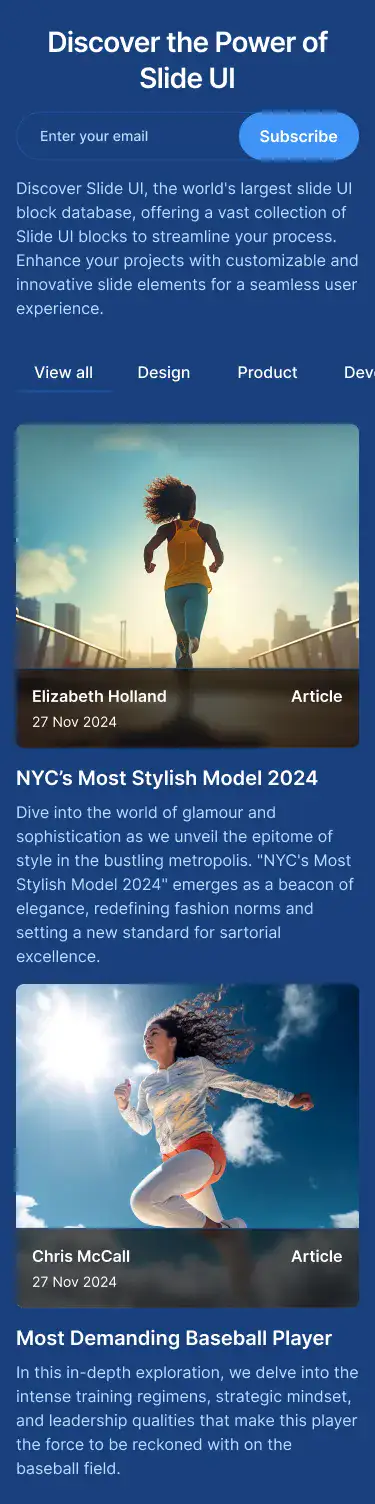 Discover the Power of
Slide UI
Enter your email
Subscribe
Discover Slide UI, the world's largest slide UI
block database, offering a vast collection of
Slide UI blocks to streamline your process.
Enhance your projects with customizable and
innovative slide elements for a seamless user
experience.
View all Design Product Deve
Elizabeth Holland Article
27 Nov 2024
NYC’s Most Stylish Model 2024
Dive into the world of glamour and
sophistication as we unveil the epitome of
style in the bustling metropolis. "NYC's Most
Stylish Model 2024" emerges as a beacon of
elegance, redefining fashion norms and
setting a new standard for sartorial
excellence.
Chris McCall Article
27 Nov 2024
Most Demanding Baseball Player
In this in-depth exploration, we delve into the
intense training regimens, strategic mindset,
and leadership qualities that make this player
the force to be reckoned with on the
baseball field.